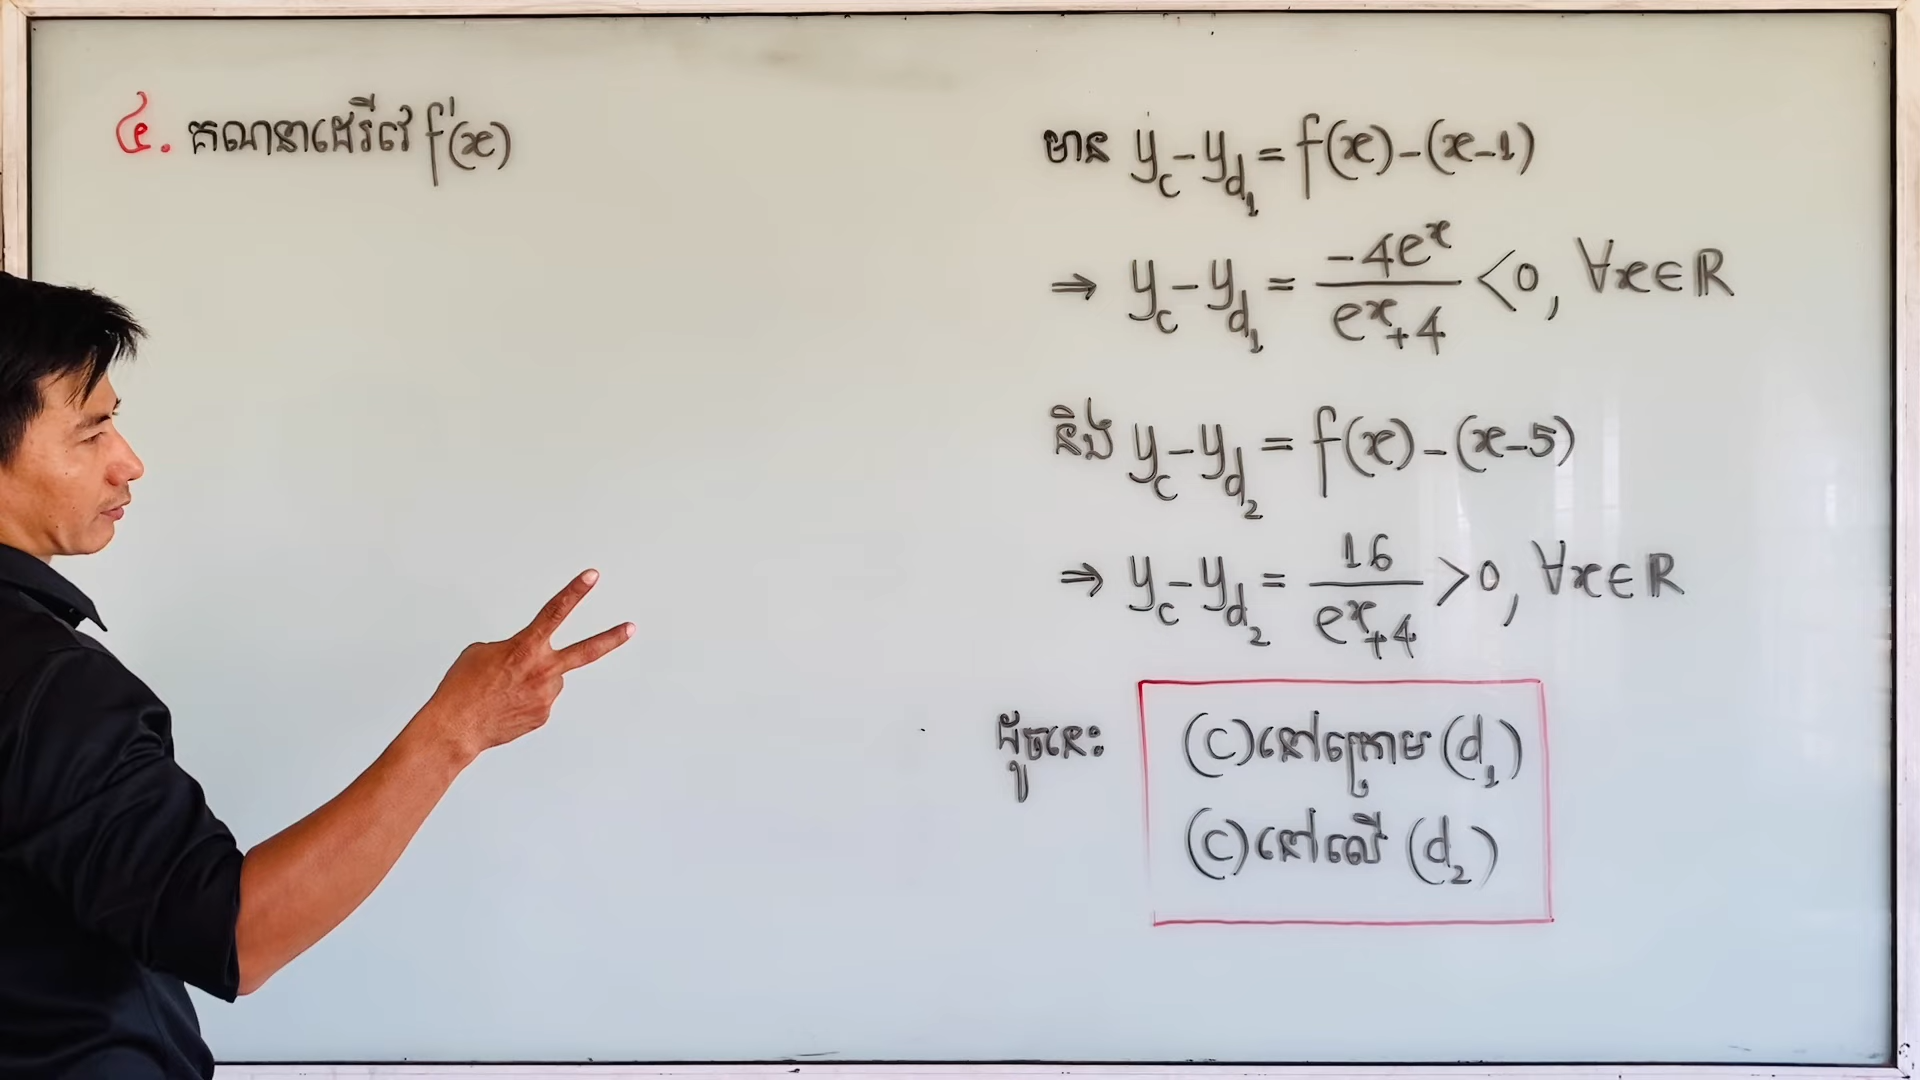 ៤. គណនាដេរីវេ f'(x)
មាន y_c - y_{d_1} = f(x) - (x-1)
⇒ y_c - y_{d_1} = \frac{-4e^x}{e^x+4} < 0, ∀x∈ℝ
និង y_c - y_{d_2} = f(x) - (x-5)
⇒ y_c - y_{d_2} = \frac{16}{e^x+4} > 0, ∀x∈ℝ
ដូចនេះ: (C)នៅក្រោម (d_1)
(C)នៅលើ (d_2)